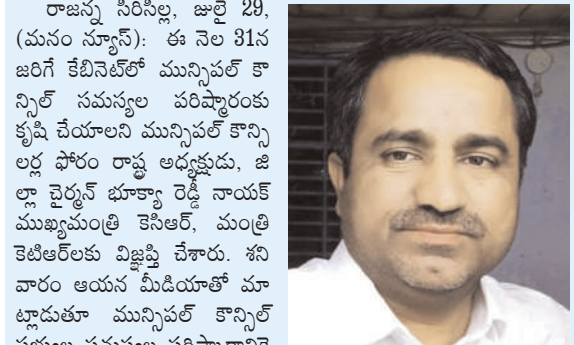 రాజన్న సిరిసిల్ల, జులై 29,
(మనం న్యూస్): ఈ నెల 31న
జరిగే కేబినెట్‌లో మున్సిపల్ కౌ
న్సిల్ సమస్యల పరిష్కారంకు
కృషి చేయాలని మున్సిపల్ కౌన్సి
లర్ల ఫోరం రాష్ట్ర అధ్యక్షుడు, జి
ల్లా చైర్మన్ భూక్యా రెడ్డీ నాయక్
ముఖ్యమంత్రి కెసిఆర్, మంత్రి
కెటిఆర్‌లకు విజ్ఞప్తి చేశారు. శని
వారం ఆయన మీడియాతో మా
ట్లాడుతూ మున్సిపల్ కౌన్సిల్